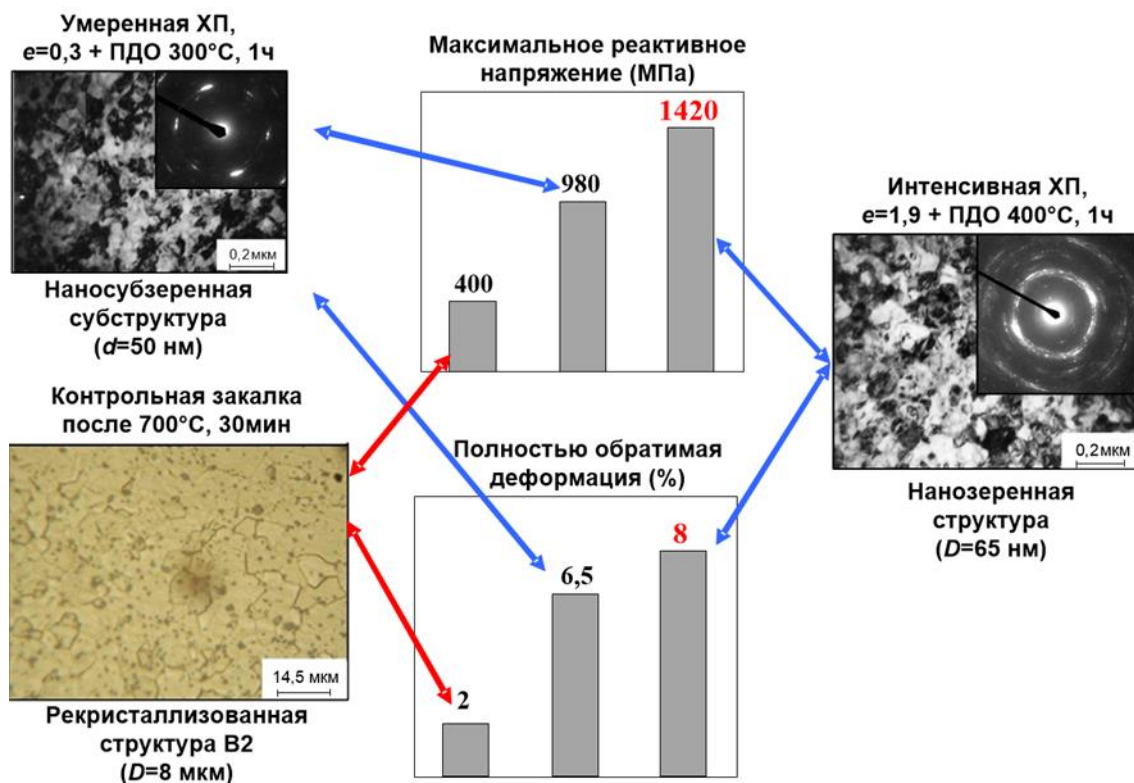 Умеренная ХП,
e=0,3 + ПДО 300°С, 1ч
0,2мкм
Наносубзеренная
субструктура
(d=50 нм)
Контрольная закалка
после 700°С, 30мин
14,5 мкм
Рекристаллизованная
структура В2
(D=8 мкм)
Максимальное реактивное
напряжение (МПа)
400
980
1420
Полностью обратимая
деформация (%)
2
6,5
8
Интенсивная ХП,
e=1,9 + ПДО 400°С, 1ч
0,2мкм
Нанозеренная
структура
(D=65 нм)